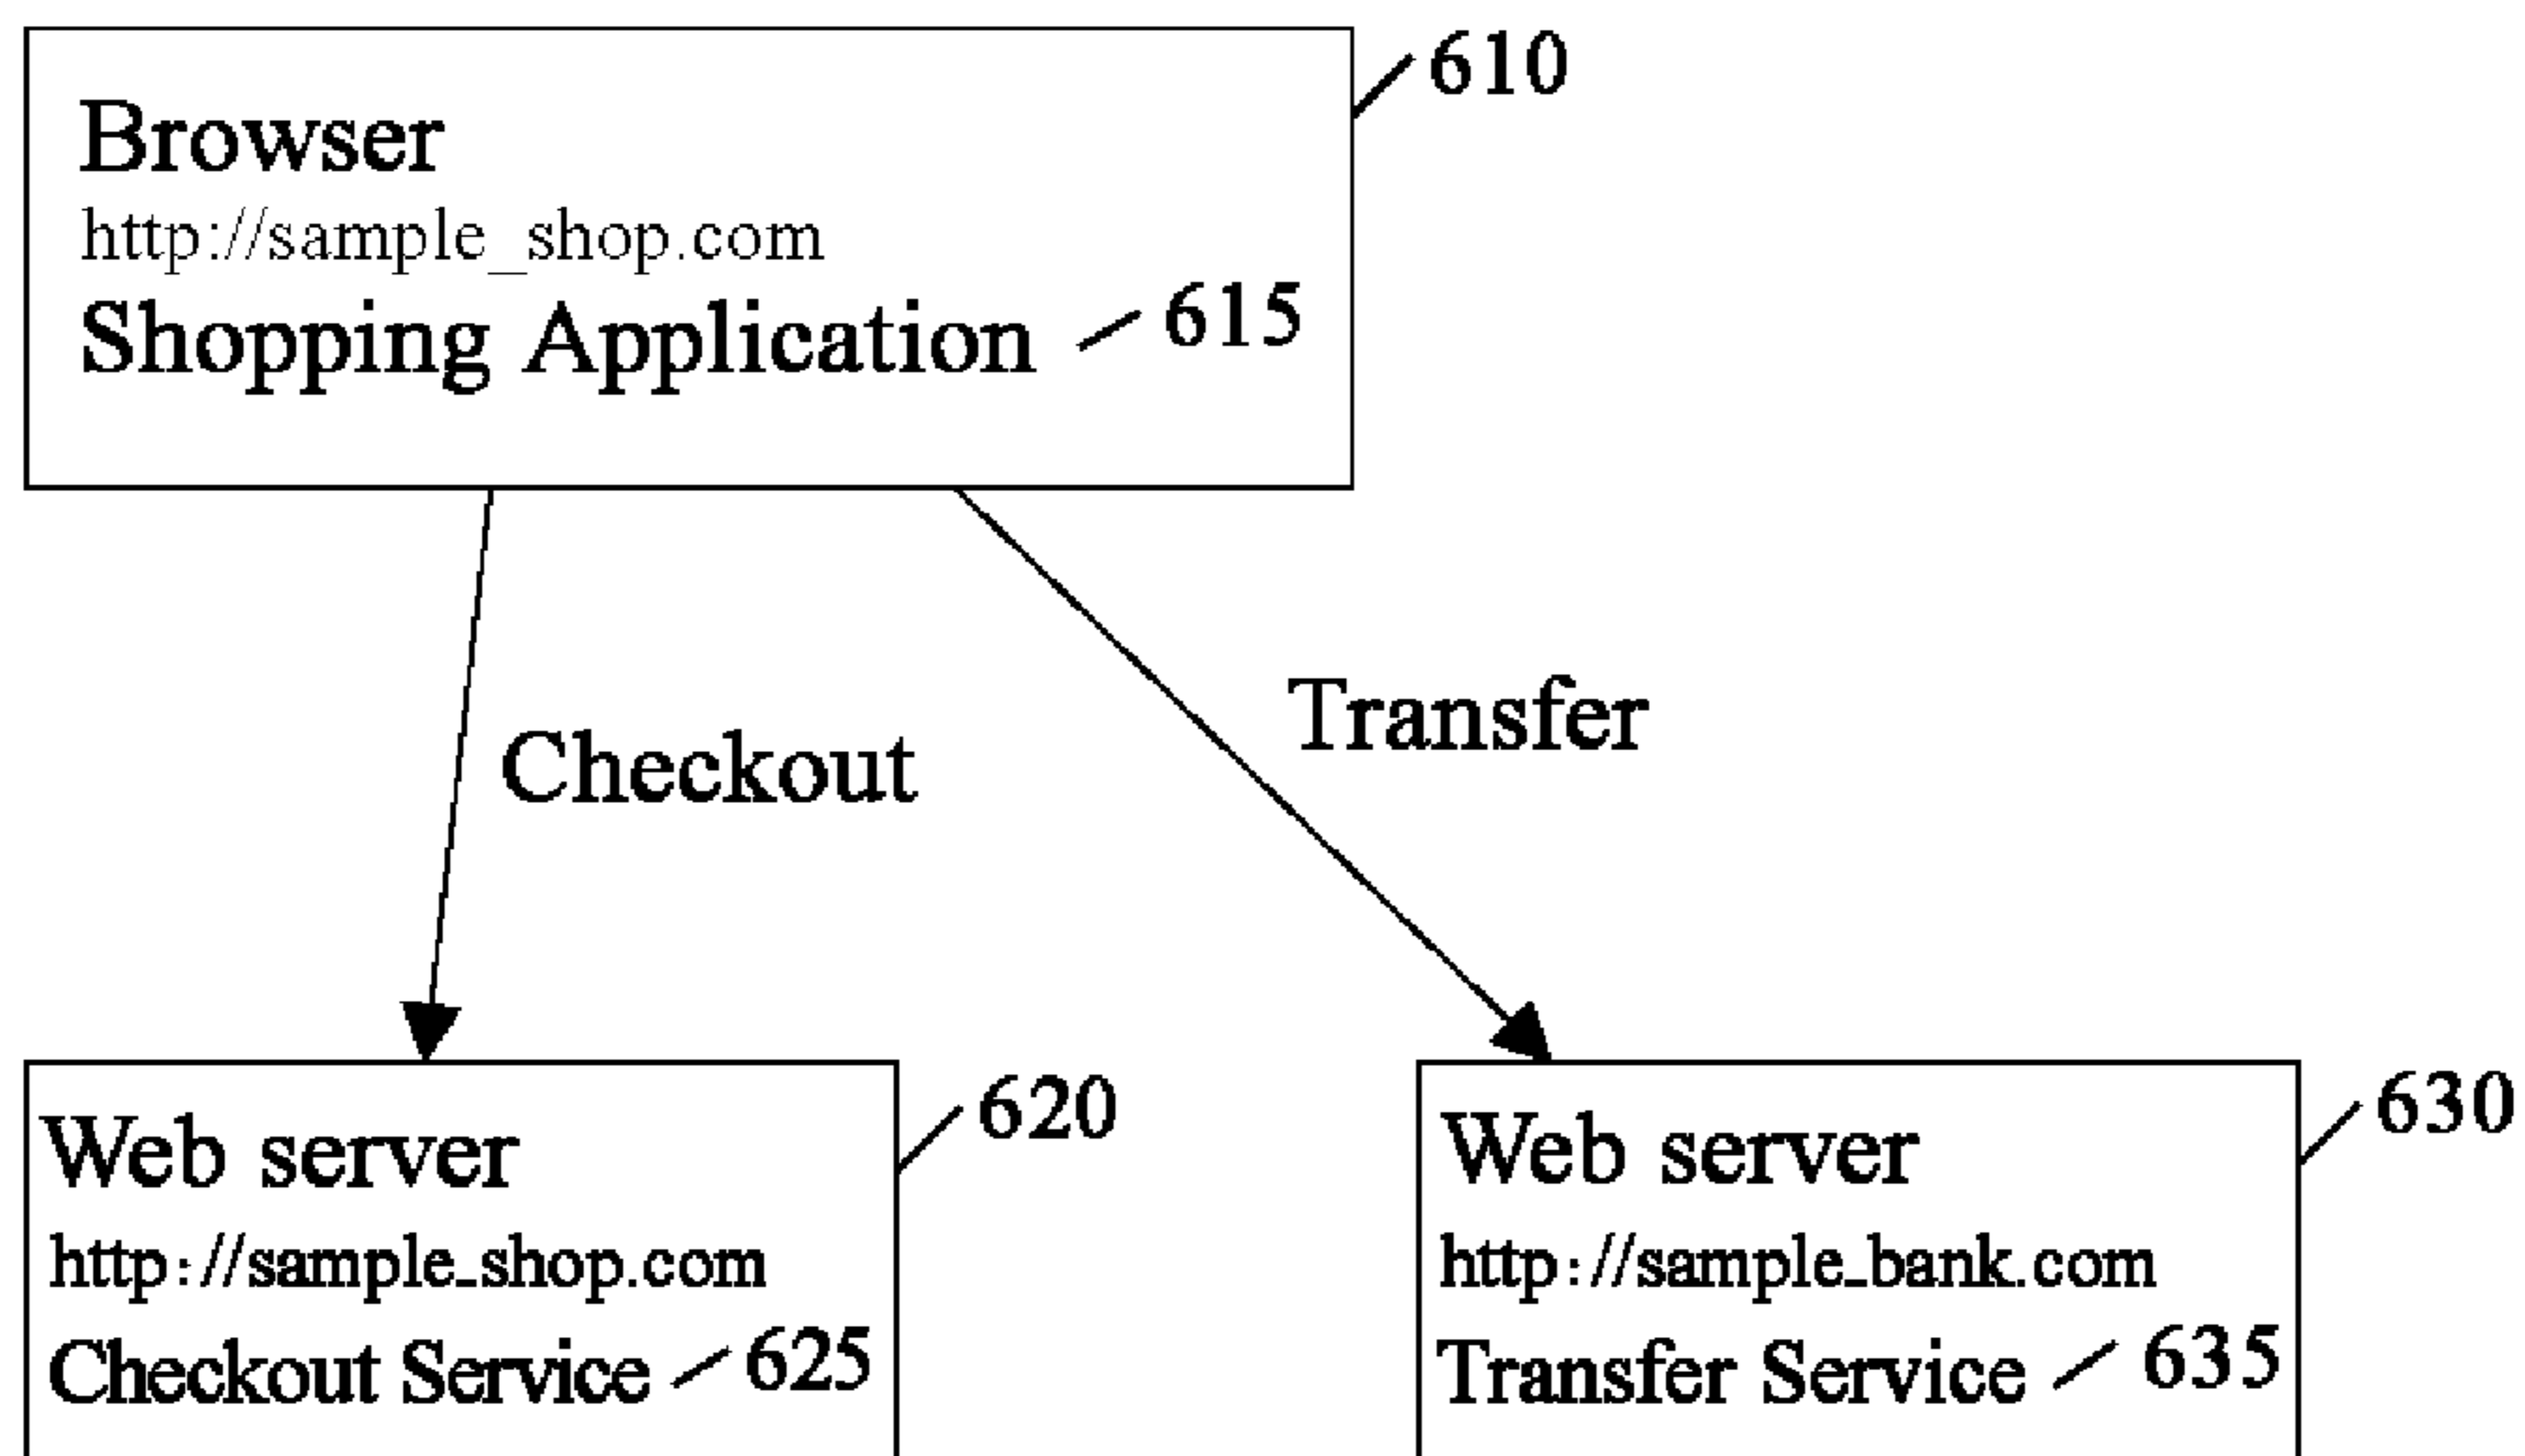 610
Browser
http://sample_shop.com
Shopping Application 615
Transfer
Checkout
620
630
Web server
http://sample_shop.com
Checkout Service 625
Web server
http://sample_bank.com
Transfer Service 635